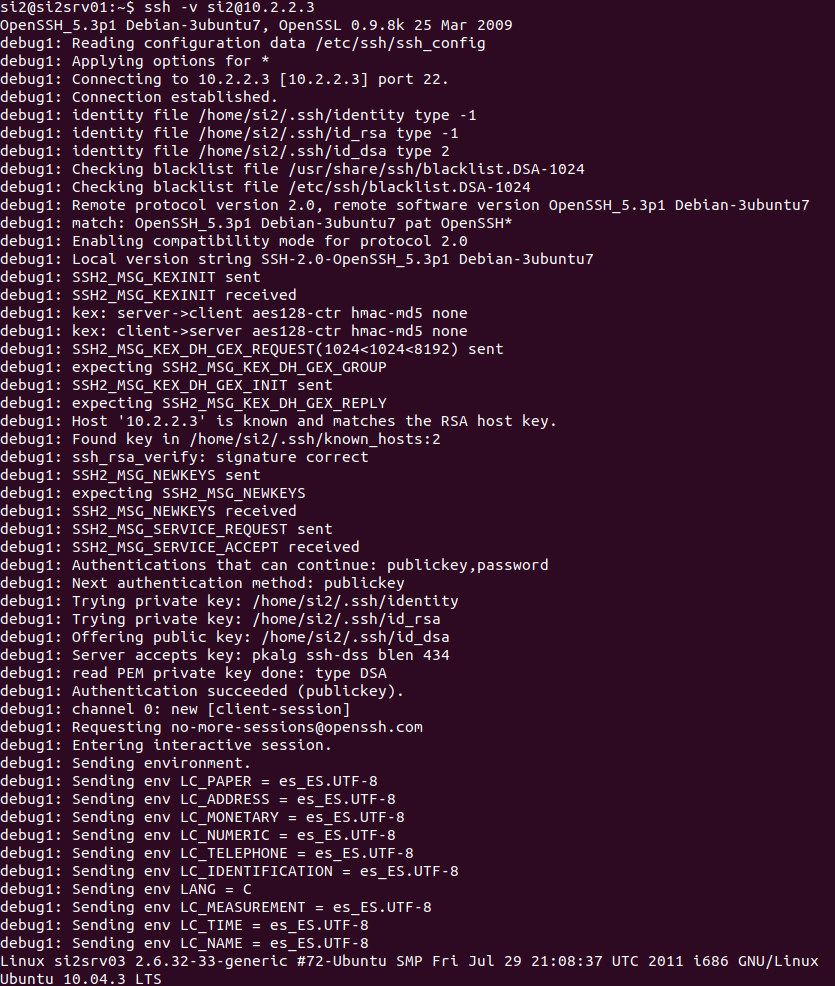 si2@si2srv01:~$ ssh -v si2@10.2.2.3
OpenSSH_5.3p1 Debian-3ubuntu7, OpenSSL 0.9.8k 25 Mar 2009
debug1: Reading configuration data /etc/ssh/ssh_config
debug1: Applying options for *
debug1: Connecting to 10.2.2.3 [10.2.2.3] port 22.
debug1: Connection established.
debug1: identity file /home/si2/.ssh/identity type -1
debug1: identity file /home/si2/.ssh/id_rsa type -1
debug1: identity file /home/si2/.ssh/id_dsa type 2
debug1: Checking blacklist file /usr/share/ssh/blacklist.DSA-1024
debug1: Checking blacklist file /etc/ssh/blacklist.DSA-1024
debug1: Remote protocol version 2.0, remote software version OpenSSH_5.3p1 Debian-3ubuntu7
debug1: match: OpenSSH_5.3p1 Debian-3ubuntu7 pat OpenSSH*
debug1: Enabling compatibility mode for protocol 2.0
debug1: Local version string SSH-2.0-OpenSSH_5.3p1 Debian-3ubuntu7
debug1: SSH2_MSG_KEXINIT sent
debug1: SSH2_MSG_KEXINIT received
debug1: kex: server->client aes128-ctr hmac-md5 none
debug1: kex: client->server aes128-ctr hmac-md5 none
debug1: SSH2_MSG_KEX_DH_GEX_REQUEST(1024<1024<8192) sent
debug1: expecting SSH2_MSG_KEX_DH_GEX_GROUP
debug1: SSH2_MSG_KEX_DH_GEX_INIT sent
debug1: expecting SSH2_MSG_KEX_DH_GEX_REPLY
debug1: Host '10.2.2.3' is known and matches the RSA host key.
debug1: Found key in /home/si2/.ssh/known_hosts:2
debug1: ssh_rsa_verify: signature correct
debug1: SSH2_MSG_NEWKEYS sent
debug1: expecting SSH2_MSG_NEWKEYS
debug1: SSH2_MSG_NEWKEYS received
debug1: SSH2_MSG_SERVICE_REQUEST sent
debug1: SSH2_MSG_SERVICE_ACCEPT received
debug1: Authentications that can continue: publickey,password
debug1: Next authentication method: publickey
debug1: Trying private key: /home/si2/.ssh/identity
debug1: Trying private key: /home/si2/.ssh/id_rsa
debug1: Offering public key: /home/si2/.ssh/id_dsa
debug1: Server accepts key: pkalg ssh-dss blen 434
debug1: read PEM private key done: type DSA
debug1: Authentication succeeded (publickey).
debug1: channel 0: new [client-session]
debug1: Requesting no-more-sessions@openssh.com
debug1: Entering interactive session.
debug1: Sending environment.
debug1: Sending env LC_PAPER = es_ES.UTF-8
debug1: Sending env LC_ADDRESS = es_ES.UTF-8
debug1: Sending env LC_MONETARY = es_ES.UTF-8
debug1: Sending env LC_NUMERIC = es_ES.UTF-8
debug1: Sending env LC_TELEPHONE = es_ES.UTF-8
debug1: Sending env LC_IDENTIFICATION = es_ES.UTF-8
debug1: Sending env LANG = C
debug1: Sending env LC_MEASUREMENT = es_ES.UTF-8
debug1: Sending env LC_TIME = es_ES.UTF-8
debug1: Sending env LC_NAME = es_ES.UTF-8
Linux si2srv03 2.6.32-33-generic #72-Ubuntu SMP Fri Jul 29 21:08:37 UTC 2011 i686 GNU/Linux
Ubuntu 10.04.3 LTS